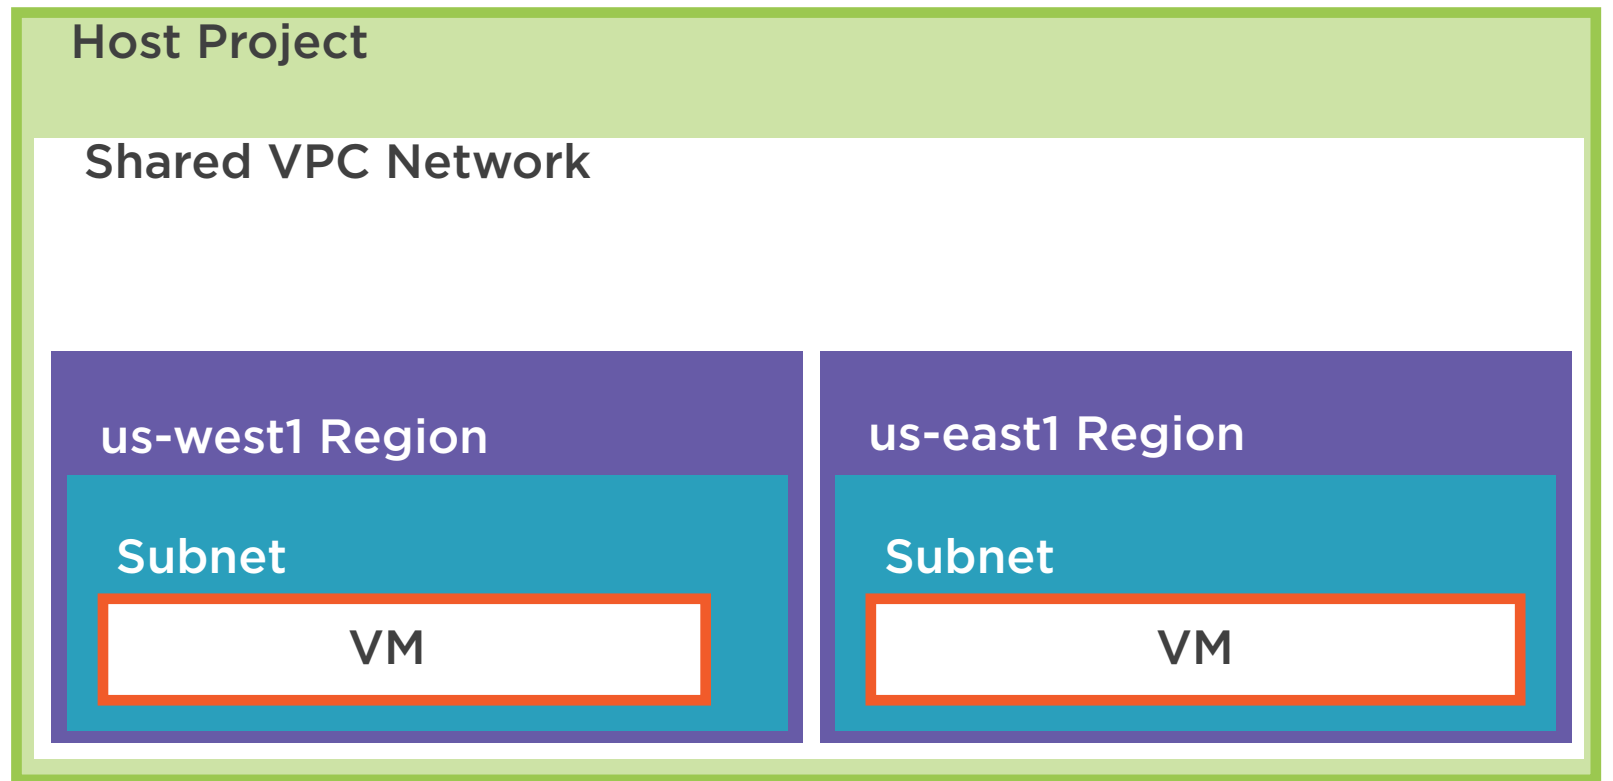 Host Project
Shared VPC Network
us-west1 Region
Subnet
VM
us-east1 Region
Subnet
VM